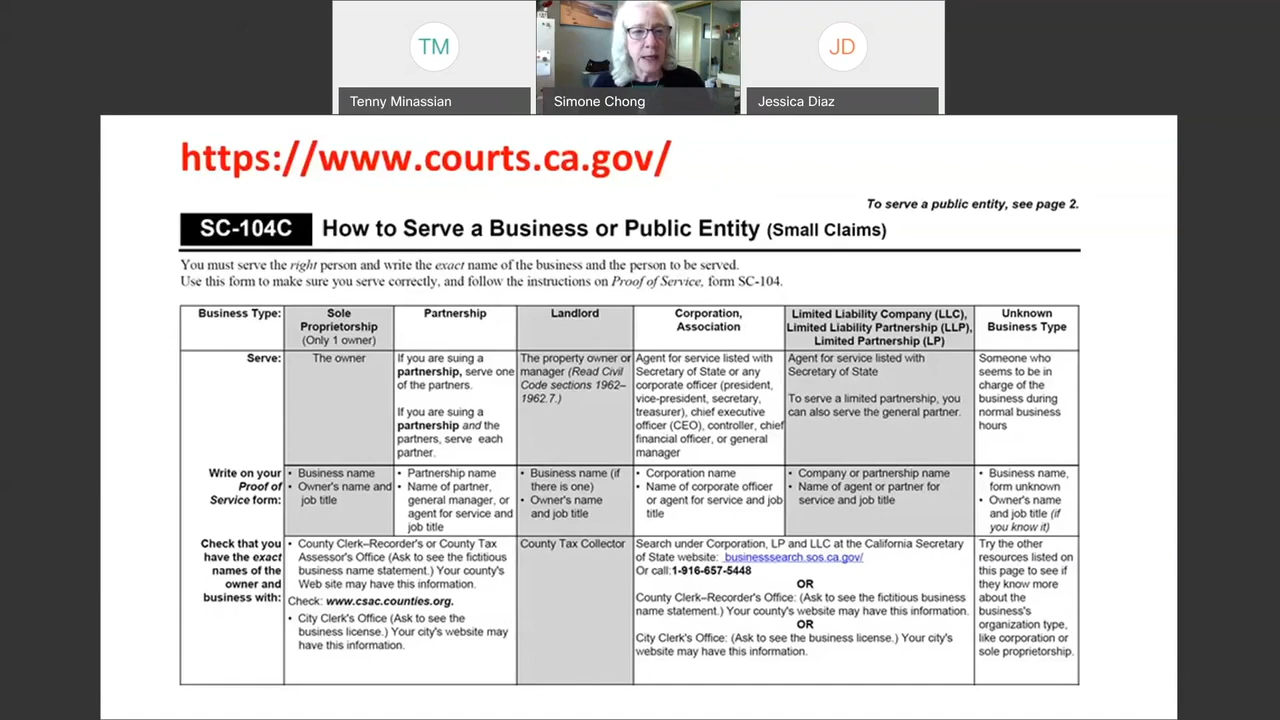 TM
JD
Tenny Minassian
Simone Chong
Jessica Diaz
https://www.courts.ca.gov/
To serve a public entity, see page 2.
SC-104C How to Serve a Business or Public Entity (Small Claims)
You must serve the right person and write the exact name of the business and the person to be served.
Use this form to make sure you serve correctly, and follow the instructions on Proof of Service, form SC-104.
Business Type:
Sole
Proprietorship
(Only 1 owner)
Partnership
Landlord
Corporation,
Association
Limited Liability Company (LLC),
Limited Liability Partnership (LLP),
Limited Partnership (LP)
Unknown
Business Type
Serve:
The owner
If you are suing a
partnership, serve one
of the partners.
If you are suing a
partnership and the
partners, serve each
partner.
The property owner or
manager (Read Civil
Code sections 1962–
1962.7.)
Agent for service listed with
Secretary of State or any
corporate officer (president,
vice-president, secretary,
treasurer), chief executive
officer (CEO), controller, chief
financial officer, or general
manager
Agent for service listed with
Secretary of State
To serve a limited partnership, you
can also serve the general partner.
Someone who
seems to be in
charge of the
business during
normal business
hours
Write on your
Proof of
Service form:
• Business name
• Owner's name and
job title
• Partnership name
• Name of partner,
general manager, or
agent for service and
job title
• Business name (if
there is one)
• Owner's name
and job title
• Corporation name
• Name of corporate officer
or agent for service and job
title
• Company or partnership name
• Name of agent or partner for
service and job title
• Business name,
form unknown
• Owner's name
and job title (if
you know it)
Check that you
have the exact
names of the
owner and
business with:
• County Clerk–Recorder's or County Tax
Assessor's Office (Ask to see the fictitious
business name statement.) Your county's
Web site may have this information.
Check: www.csac.counties.org.
• City Clerk's Office (Ask to see the
business license.) Your city's website may
have this information.
County Tax Collector
Search under Corporation, LP and LLC at the California Secretary
of State website: businesssearch.sos.ca.gov/
Or call:1-916-657-5448
OR
County Clerk–Recorder's Office: (Ask to see the fictitious business
name statement.) Your county's website may have this information.
OR
City Clerk's Office: (Ask to see the business license.) Your city's
website may have this information.
Try the other
resources listed on
this page to see if
they know more
about the
business's
organization type,
like corporation or
sole proprietorship.